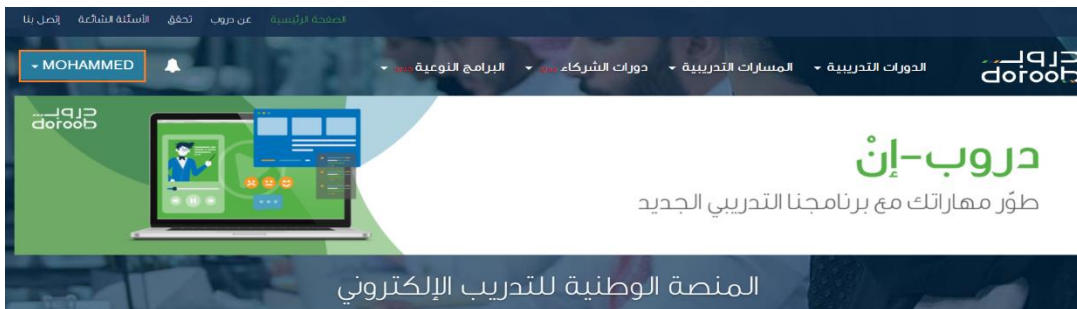 الصفحة الرئيسية عن دروب تحقق الأسئلة الشائعة إتصل بنا
دروب
doroob
الدورات التدريبية المسارات التدريبية دورات الشركاء البرامج النوعية
MOHAMMED
دروب
doroob
دروب-إنْ
طوّر مهاراتك مع برنامجنا التدريبي الجديد
المنصة الوطنية للتدريب الإلكتروني